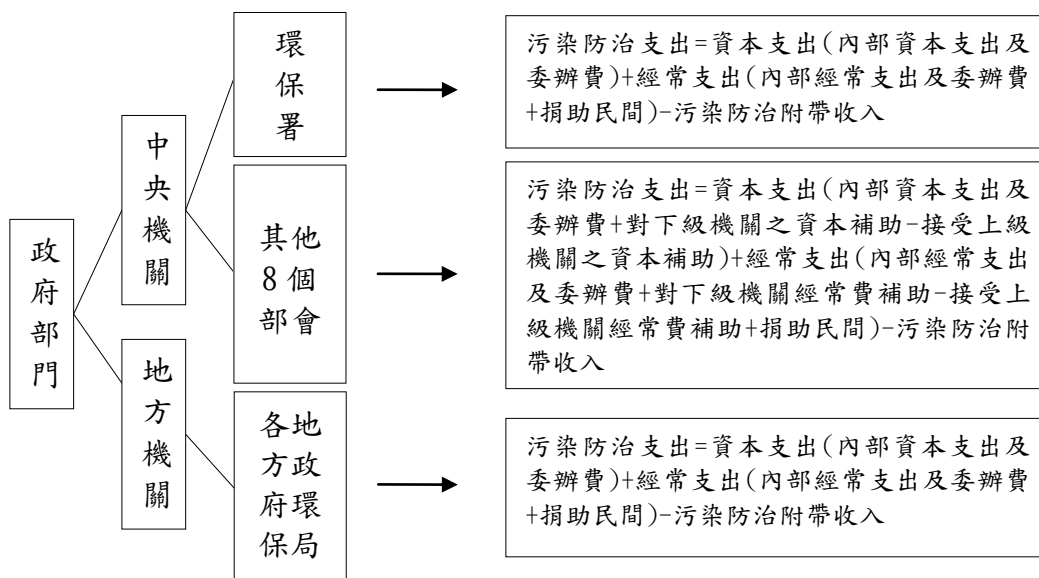 政府部門
中央機關
地方機關
環保署
其他
8個
部會
各地
方政
府環
保局
污染防治支出=資本支出(內部資本支出及
委辦費)+經常支出(內部經常支出及委辦費
+捐助民間)-污染防治附帶收入
污染防治支出=資本支出(內部資本支出及
委辦費+對下級機關之資本補助-接受上級
機關之資本補助)+經常支出(內部經常支出
及委辦費+對下級機關經常費補助-接受上
級機關經常費補助+捐助民間)-污染防治附
帶收入
污染防治支出=資本支出(內部資本支出及
委辦費)+經常支出(內部經常支出及委辦費
+捐助民間)-污染防治附帶收入